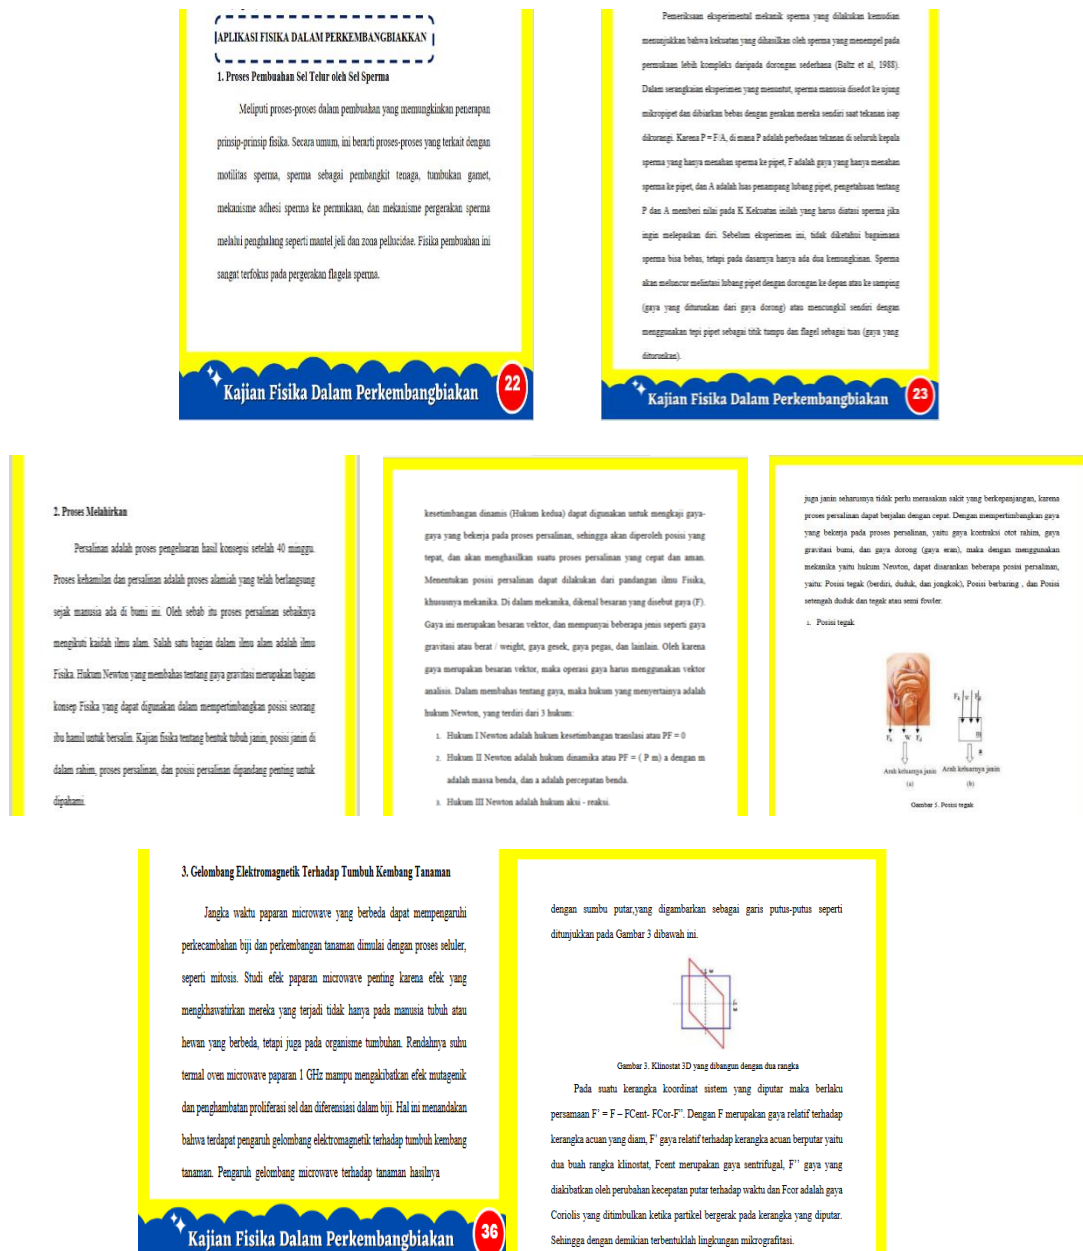 APLIKASI FISIKA DALAM PERKEMBANGBIAKKAN
1. Proses Pembuahan Sel Telur oleh Sel Sperma
Meliputi proses-proses dalam pembuahan yang memungkinkan penerapan
prinsip-prinsip fisika. Secara umum, ini berarti proses-proses yang terkait dengan
motilitas sperma, sperma sebagai pembangkit tenaga, tumbukan gamet,
mekanisme adhesi sperma ke permukaan, dan mekanisme pergerakan sperma
melalui penghalang seperti mantel jeli dan zona pellucidae. Fisika pembuahan ini
sangat terfokus pada pergerakan flagela sperma.
Kajian Fisika Dalam Perkembangbiakan
22
Pemeriksaan eksperimental mekanik sperma yang dilakukan kemudian
menunjukkan bahwa kekuatan yang dihasilkan oleh sperma yang menempel pada
permukaan lebih kompleks daripada dorongan sederhana (Baltz et al, 1988).
Dalam serangkaian eksperimen yang menuntut, sperma manusia disedot ke ujung
mikropipet dan dibiarkan bebas dengan gerakan mereka sendiri saat tekanan isap
dikurangi. Karena P = F/A, di mana P adalah perbedaan tekanan di seluruh kepala
sperma yang hanya menahan sperma ke pipet, F adalah gaya yang hanya menahan
sperma ke pipet, dan A adalah luas penampang lubang pipet, pengetahuan tentang
P dan A memberi nilai pada K Kekuatan inilah yang harus diatasi sperma jika
ingin melepaskan diri. Sebelum eksperimen ini, tidak diketahui bagaimana
sperma bisa bebas, tetapi pada dasarnya hanya ada dua kemungkinan. Sperma
akan meluncur melintasi lubang pipet dengan dorongan ke depan atau ke samping
(gaya yang diturunkan dari gaya dorong) atau mencungkil sendiri dengan
menggunakan tepi pipet sebagai titik tumpu dan flagel sebagai tuas (gaya yang
diturunkan).
Kajian Fisika Dalam Perkembangbiakan
23
2. Proses Melahirkan
Persalinan adalah proses pengeluaran hasil konsepsi setelah 40 minggu.
Proses kehamilan dan persalinan adalah proses alamiah yang telah berlangsung
sejak manusia ada di bumi ini. Oleh sebab itu proses persalinan sebaiknya
mengikuti kaidah ilmu alam. Salah satu bagian dalam ilmu alam adalah ilmu
Fisika. Hukum Newton yang membahas tentang gaya gravitasi merupakan bagian
konsep Fisika yang dapat digunakan dalam mempertimbangkan posisi seorang
ibu hamil untuk bersalin. Kajian fisika tentang bentuk tubuh janin, posisi janin di
dalam rahim, proses persalinan, dan posisi persalinan dipandang penting untuk
dipahami.
kesetimbangan dinamis (Hukum kedua) dapat digunakan untuk mengkaji gaya-
gaya yang bekerja pada proses persalinan, sehingga akan diperoleh posisi yang
tepat, dan akan menghasilkan suatu proses persalinan yang cepat dan aman.
Menentukan posisi persalinan dapat dilakukan dari pandangan ilmu Fisika,
khususnya mekanika. Di dalam mekanika, dikenal besaran yang disebut gaya (F).
Gaya ini merupakan besaran vektor, dan mempunyai beberapa jenis seperti gaya
gravitasi atau berat / weight, gaya gesek, gaya pegas, dan lainlain. Oleh karena
gaya merupakan besaran vektor, maka operasi gaya harus menggunakan vektor
analisis. Dalam membahas tentang gaya, maka hukum yang menyertainya adalah
hukum Newton, yang terdiri dari 3 hukum:
1. Hukum I Newton adalah hukum kesetimbangan translasi atau PF = 0
2. Hukum II Newton adalah hukum dinamika atau PF = ( P m) a dengan m
adalah massa benda, dan a adalah percepatan benda.
3. Hukum III Newton adalah hukum aksi - reaksi.
juga janin seharusnya tidak perlu merasakan sakit yang berkepanjangan, karena
proses persalinan dapat berjalan dengan cepat. Dengan mempertimbangkan gaya
yang bekerja pada proses persalinan, yaitu gaya kontraksi otot rahim, gaya
gravitasi bumi, dan gaya dorong (gaya eran), maka dengan menggunakan
mekanika yaitu hukum Newton, dapat disarankan beberapa posisi persalinan,
yaitu: Posisi tegak (berdiri, duduk, dan jongkok), Posisi berbaring , dan Posisi
setengah duduk dan tegak atau semi fowler.
1. Posisi tegak
W
Arah keluarnya janin
(a)
Arah keluarnya janin
(b)
Gambar 5. Posisi tegak
3. Gelombang Elektromagnetik Terhadap Tumbuh Kembang Tanaman
Jangka waktu paparan microwave yang berbeda dapat mempengaruhi
perkecambahan biji dan perkembangan tanaman dimulai dengan proses seluler,
seperti mitosis. Studi efek paparan microwave penting karena efek yang
mengkhawatirkan mereka yang terjadi tidak hanya pada manusia tubuh atau
hewan yang berbeda, tetapi juga pada organisme tumbuhan. Rendahnya suhu
termal oven microwave paparan 1 GHz mampu mengakibatkan efek mutagenik
dan penghambatan proliferasi sel dan diferensiasi dalam biji. Hal ini menandakan
bahwa terdapat pengaruh gelombang elektromagnetik terhadap tumbuh kembang
tanaman. Pengaruh gelombang microwave terhadap tanaman hasilnya
Kajian Fisika Dalam Perkembangbiakan
36
dengan sumbu putar,yang digambarkan sebagai garis putus-putus seperti
ditunjukkan pada Gambar 3 dibawah ini.
Gambar 3. Klinostat 3D yang dibangun dengan dua rangka
Pada suatu kerangka koordinat sistem yang diputar maka berlaku
persamaan F' = F – FCent- FCor-F''. Dengan F merupakan gaya relatif terhadap
kerangka acuan yang diam, F' gaya relatif terhadap kerangka acuan berputar yaitu
dua buah rangka klinostat, Fcent merupakan gaya sentrifugal, F'' gaya yang
diakibatkan oleh perubahan kecepatan putar terhadap waktu dan Fcor adalah gaya
Coriolis yang ditimbulkan ketika partikel bergerak pada kerangka yang diputar.
Sehingga dengan demikian terbentuklah lingkungan mikrografitasi.